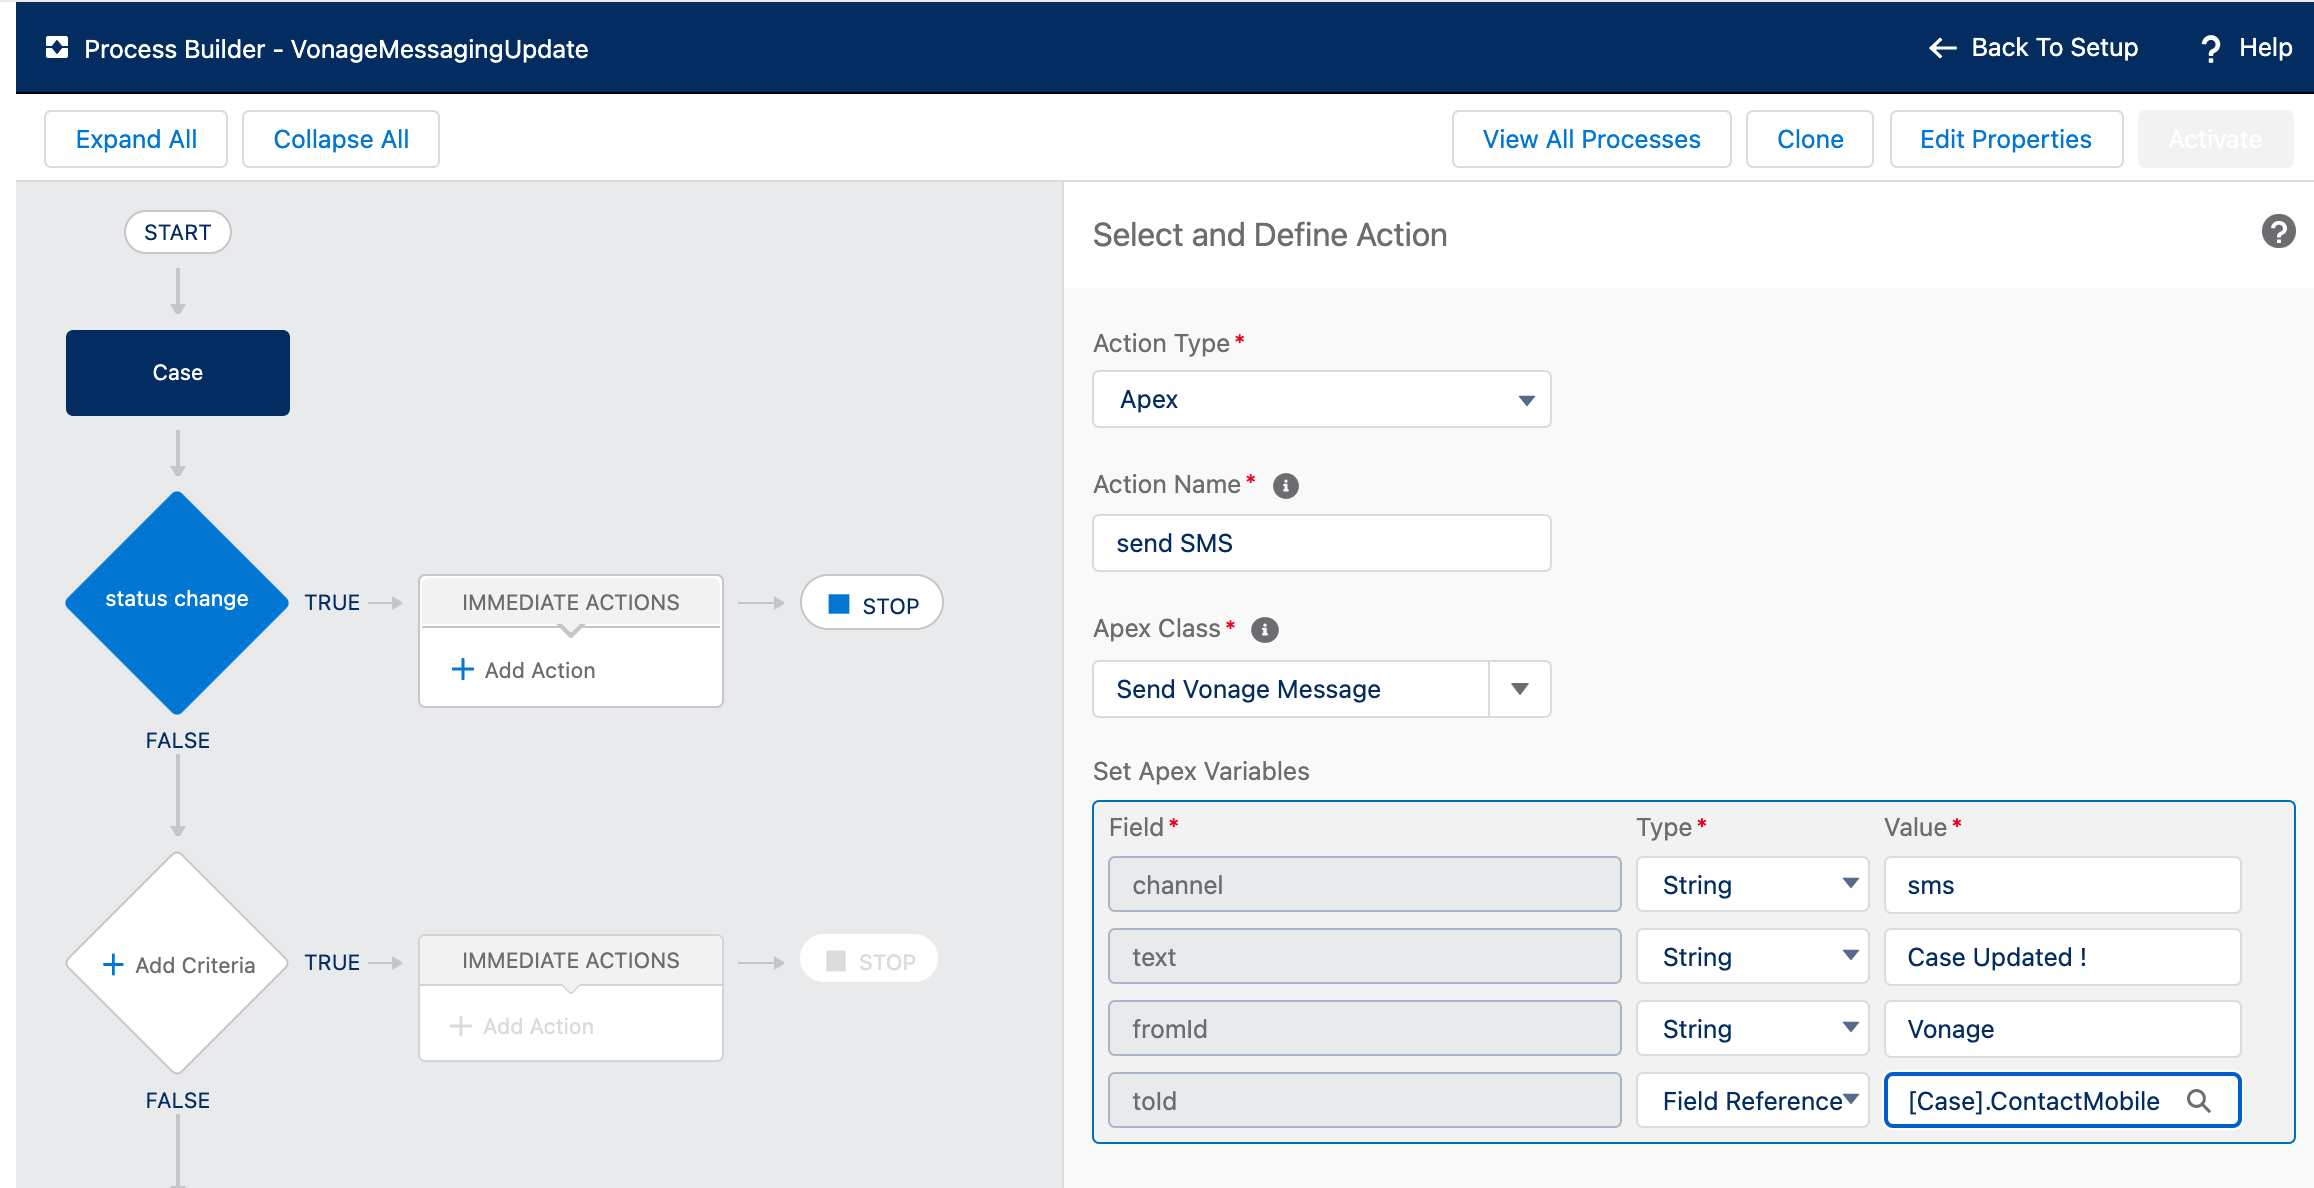 Process Builder - VonageMessagingUpdate
Back To Setup
? Help
Expand All
Collapse All
View All Processes
Clone
Edit Properties
Activate
START
Case
status change
TRUE
IMMEDIATE ACTIONS
Add Action
STOP
FALSE
Add Criteria
TRUE
IMMEDIATE ACTIONS
Add Action
STOP
FALSE
Select and Define Action
?
Action Type*
Apex
Action Name* i
send SMS
Apex Class* i
Send Vonage Message
Set Apex Variables
Field* Type* Value*
channel String sms
text String Case Updated !
fromId String Vonage
toId Field Reference [Case].ContactMobile